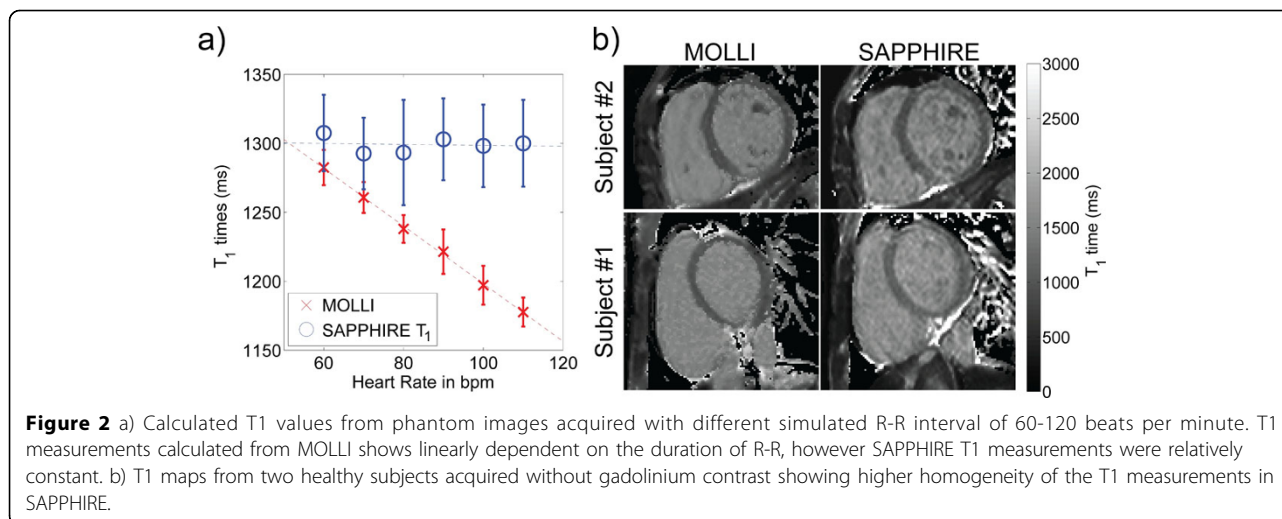 a)
1350
1300
1250
1200
1150
T1 times (ms)
MOLLI
SAPPHIRE T1
60
80
100
120
Heart Rate in bpm
b)
MOLLI
SAPPHIRE
Subject #2
Subject #1
3000
2500
2000
1500
1000
500
0
T1 time (ms)
Figure 2 a) Calculated T1 values from phantom images acquired with different simulated R-R interval of 60-120 beats per minute. T1
measurements calculated from MOLLI shows linearly dependent on the duration of R-R, however SAPPHIRE T1 measurements were relatively
constant. b) T1 maps from two healthy subjects acquired without gadolinium contrast showing higher homogeneity of the T1 measurements in
SAPPHIRE.